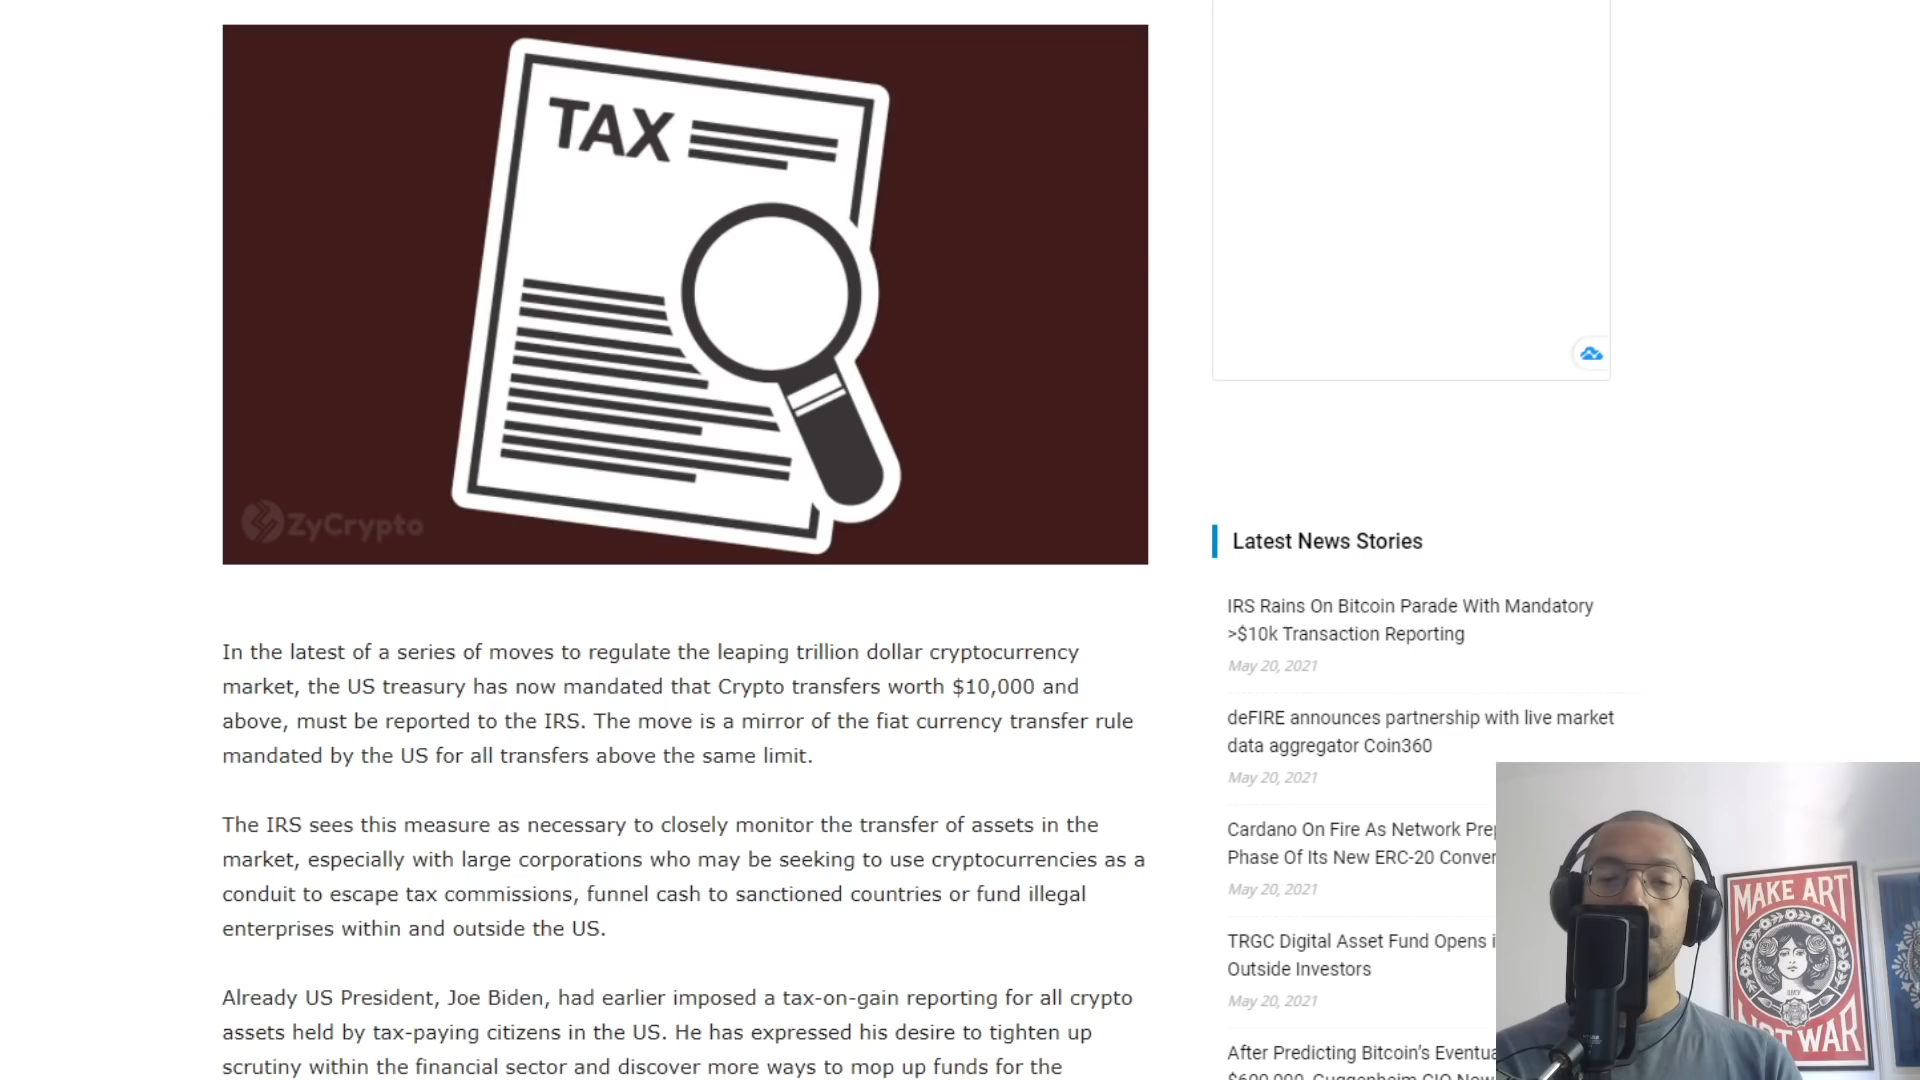 TAX
ZyCrypto
In the latest of a series of moves to regulate the leaping trillion dollar cryptocurrency
market, the US treasury has now mandated that Crypto transfers worth $10,000 and
above, must be reported to the IRS. The move is a mirror of the fiat currency transfer rule
mandated by the US for all transfers above the same limit.
The IRS sees this measure as necessary to closely monitor the transfer of assets in the
market, especially with large corporations who may be seeking to use cryptocurrencies as a
conduit to escape tax commissions, funnel cash to sanctioned countries or fund illegal
enterprises within and outside the US.
Already US President, Joe Biden, had earlier imposed a tax-on-gain reporting for all crypto
assets held by tax-paying citizens in the US. He has expressed his desire to tighten up
scrutiny within the financial sector and discover more ways to mop up funds for the
Latest News Stories
IRS Rains On Bitcoin Parade With Mandatory
>$10k Transaction Reporting
May 20, 2021
deFIRE announces partnership with live market
data aggregator Coin360
May 20, 2021
Cardano On Fire As Network
Phase Of Its New ERC-20
May 20, 2021
TRGC Digital Asset Fund Opens
Outside Investors
May 20, 2021
After Predicting Bitcoin's
$600,000, Guggenheim CIO Now
MAKE ART
NOT WAR